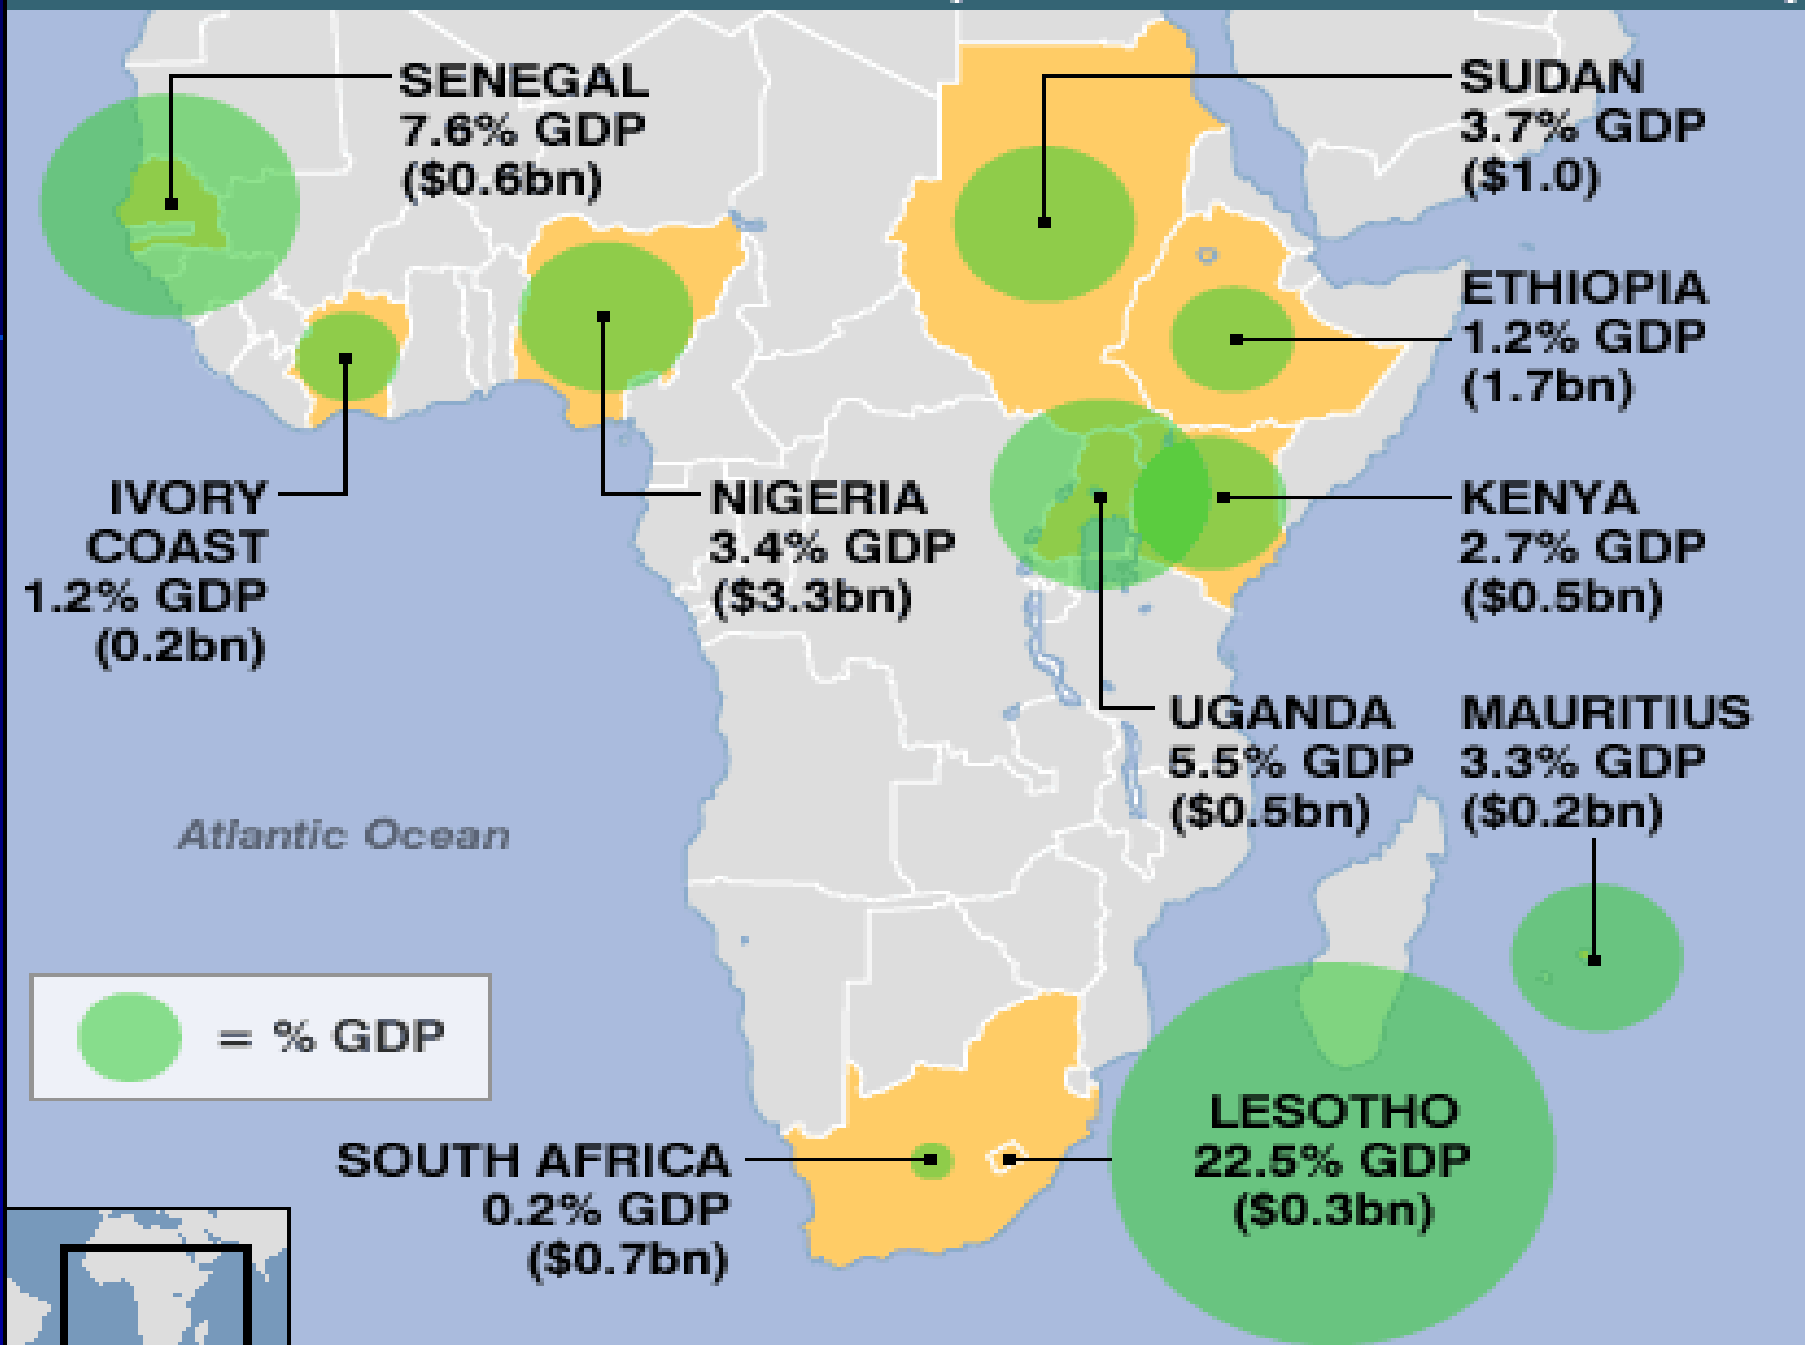 SENEGAL
7.6% GDP
($0.6bn)
SUDAN
3.7% GDP
($1.0)
ETHIOPIA
1.2% GDP
(1.7bn)
IVORY
COAST
1.2% GDP
(0.2bn)
NIGERIA
3.4% GDP
($3.3bn)
KENYA
2.7% GDP
($0.5bn)
UGANDA
5.5% GDP
($0.5bn)
MAURITIUS
3.3% GDP
($0.2bn)
Atlantic Ocean
= % GDP
LESOTHO
22.5% GDP
($0.3bn)
SOUTH AFRICA
0.2% GDP
($0.7bn)